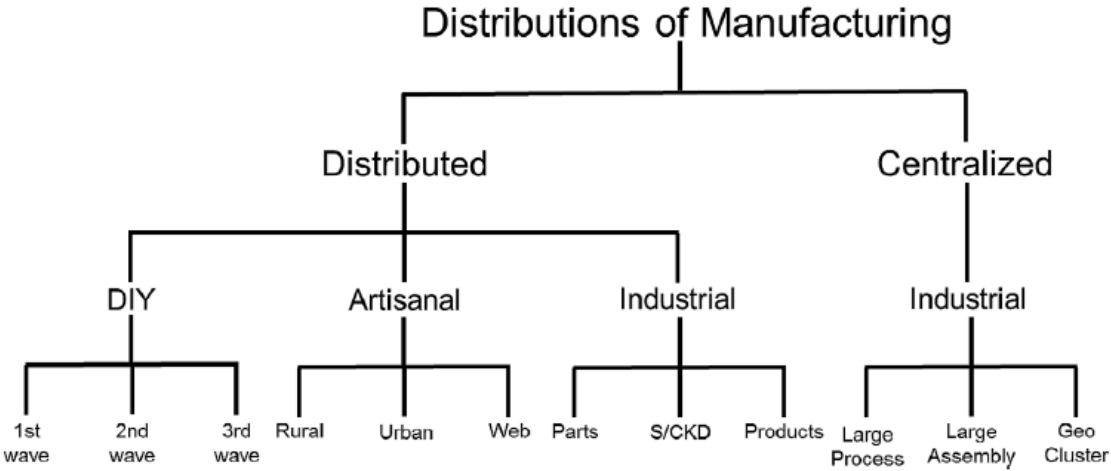 Distributions of Manufacturing
Distributed
Centralized
DIY
Artisanal
Industrial
Industrial
1st
wave
2nd
wave
3rd
wave
Rural
Urban
Web
Parts
S/CKD
Products
Large
Process
Large
Assembly
Geo
Cluster